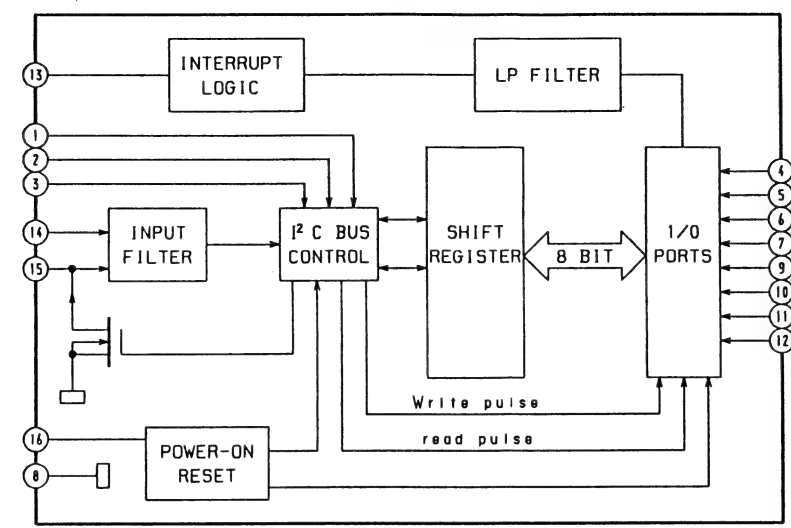 INTERRUPT
LOGIC
LP FILTER
13
1
2
3
4
5
6
7
9
10
11
12
14
15
INPUT
FILTER
I² C BUS
CONTROL
SHIFT
REGISTER
8 BIT
I/O
PORTS
Write pulse
read pulse
16
8
POWER-ON
RESET